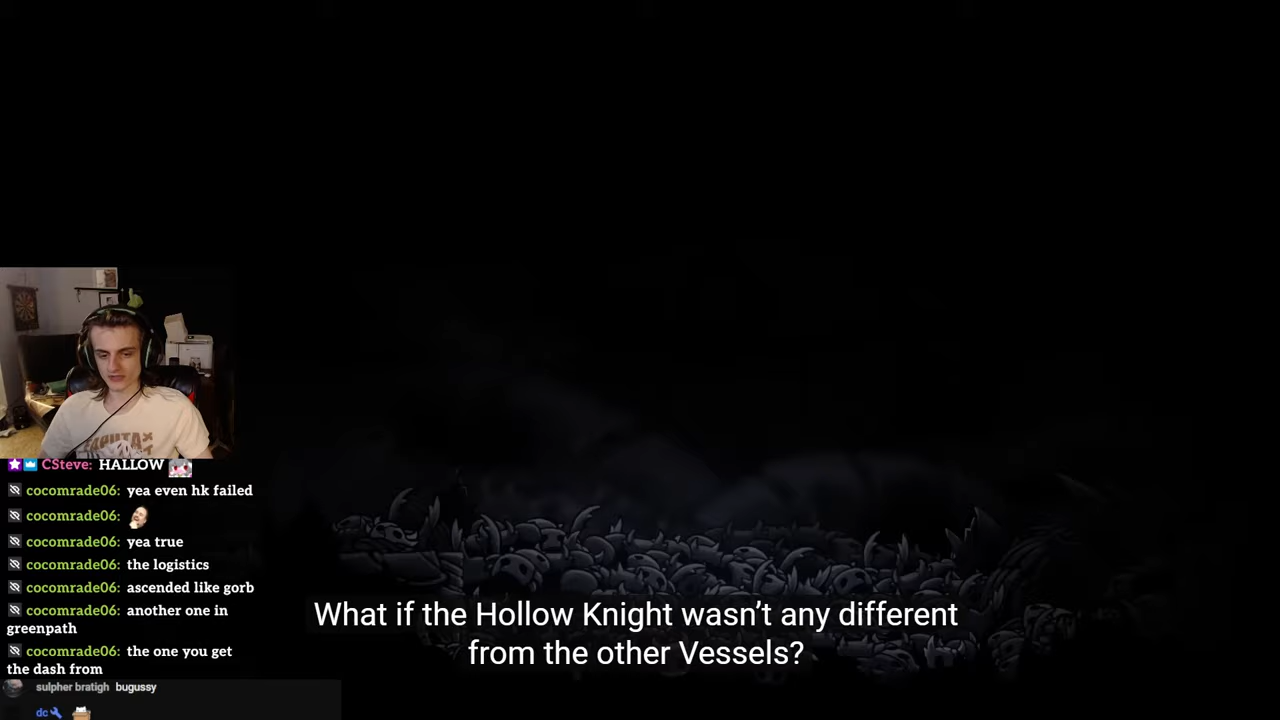 CSteve: HALLOW
cocomrade06: yea even hk failed
cocomrade06:
cocomrade06: yea true
cocomrade06: the logistics
cocomrade06: ascended like gorb
cocomrade06: another one in
greenpath
cocomrade06: the one you get
the dash from
sulpher bratigh bugussy
dc
What if the Hollow Knight wasn’t any different
from the other Vessels?